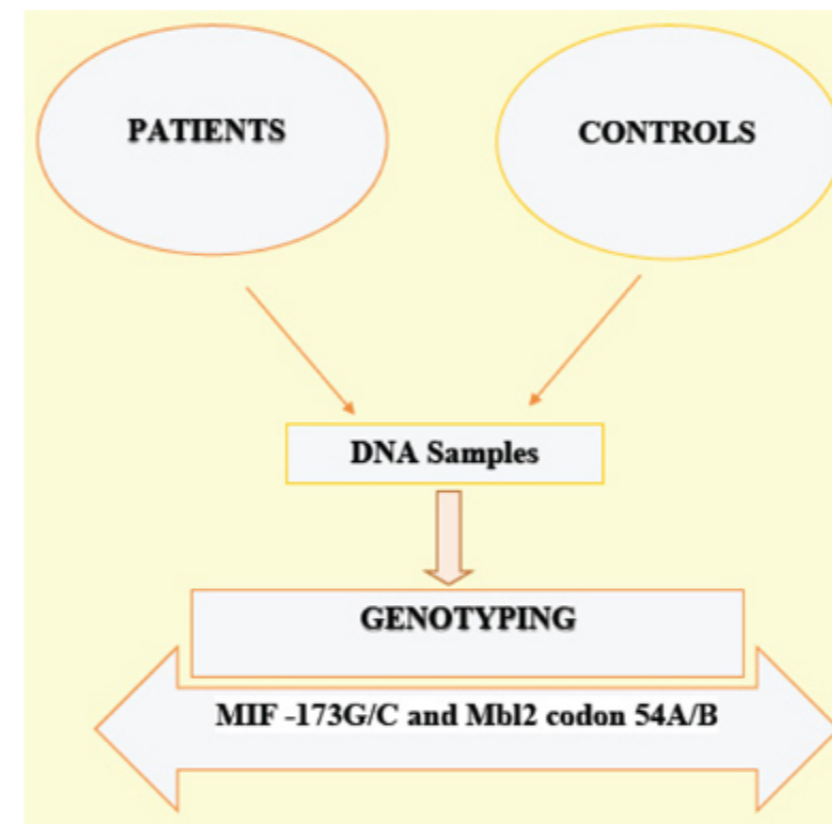 PATIENTS
CONTROLS
DNA Samples
GENOTYPING
MIF -173G/C and Mbl2 codon 54A/B